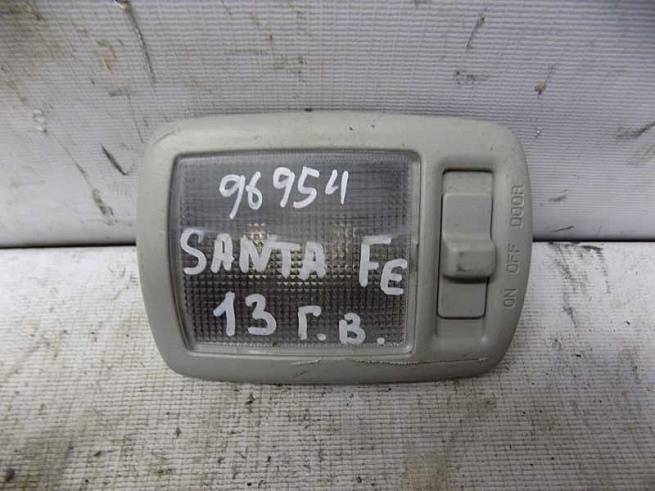 96954
SANTA FE
13 Г.В.
ON OFF DOOR